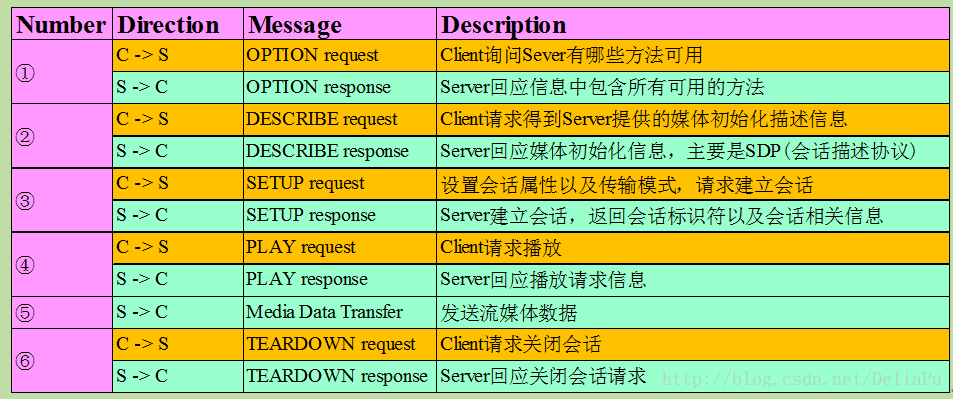 Number Direction Message Description
① C -> S OPTION request Client询问Sever有哪些方法可用
S -> C OPTION response Server回应信息中包含所有可用的方法
② C -> S DESCRIBE request Client请求得到Server提供的媒体初始化描述信息
S -> C DESCRIBE response Server回应媒体初始化信息，主要是SDP(会话描述协议)
③ C -> S SETUP request 设置会话属性以及传输模式，请求建立会话
S -> C SETUP response Server建立会话，返回会话标识符以及会话相关信息
④ C -> S PLAY request Client请求播放
S -> C PLAY response Server回应播放请求信息
⑤ S -> C Media Data Transfer 发送流媒体数据
⑥ C -> S TEARDOWN request Client请求关闭会话
S -> C TEARDOWN response Server回应关闭会话请求
http://blog.csdn.net/DeliaPu